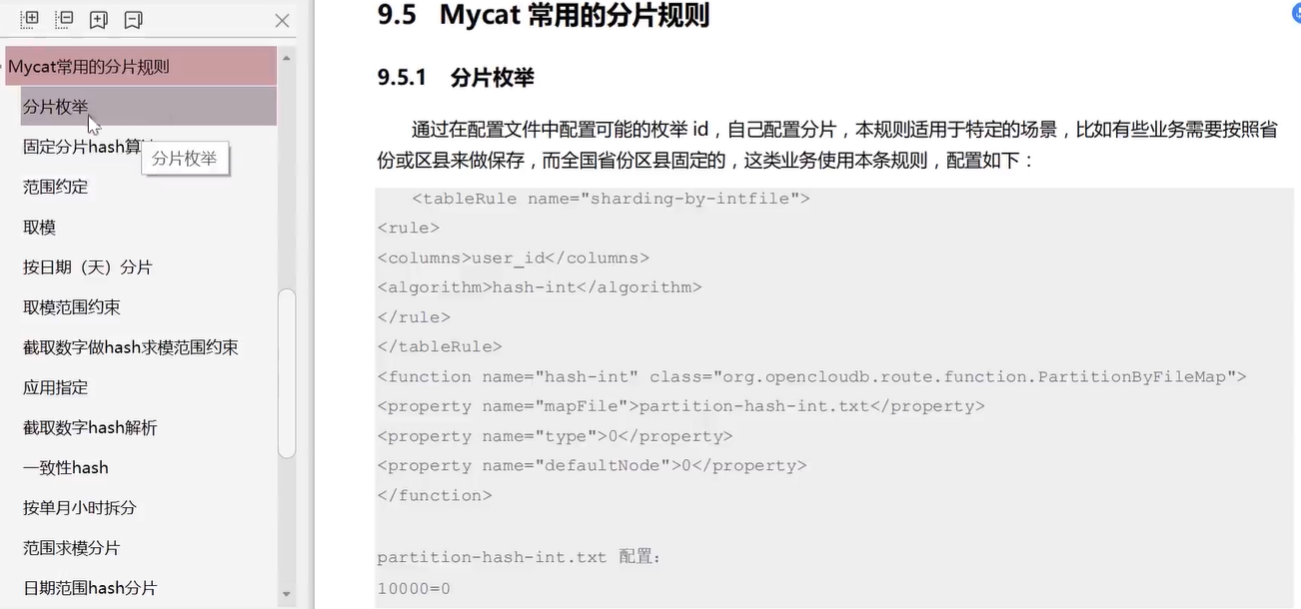 Mycat常用的分片规则
分片枚举
固定分片hash算
分片枚举
范围约定
取模
按日期（天）分片
取模范围约束
截取数字做hash求模范围约束
应用指定
截取数字hash解析
一致性hash
按单月小时拆分
范围求模分片
日期范围hash分片
9.5 Mycat 常用的分片规则
9.5.1 分片枚举
通过在配置文件中配置可能的枚举 id，自己配置分片，本规则适用于特定的场景，比如有些业务需要按照省
份或区县来做保存，而全国省份区县固定的，这类业务使用本条规则，配置如下：
<tableRule name="sharding-by-intfile">
<rule>
<columns>user_id</columns>
<algorithm>hash-int</algorithm>
</rule>
</tableRule>
<function name="hash-int" class="org.opencloudb.route.function.PartitionByFileMap">
<property name="mapFile">partition-hash-int.txt</property>
<property name="type">0</property>
<property name="defaultNode">0</property>
</function>
partition-hash-int.txt 配置：
10000=0